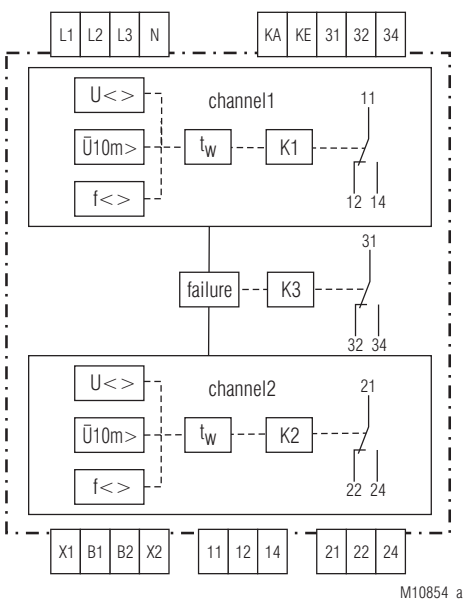 L1 L2 L3 N KA KE 31 32 34
U<> channel1 11
Ū10m> tw K1
f<> 12 14
31
failure K3
32 34
U<> channel2 21
Ū10m> tw K2
f<> 22 24
X1 B1 B2 X2 11 12 14 21 22 24
M10854_a